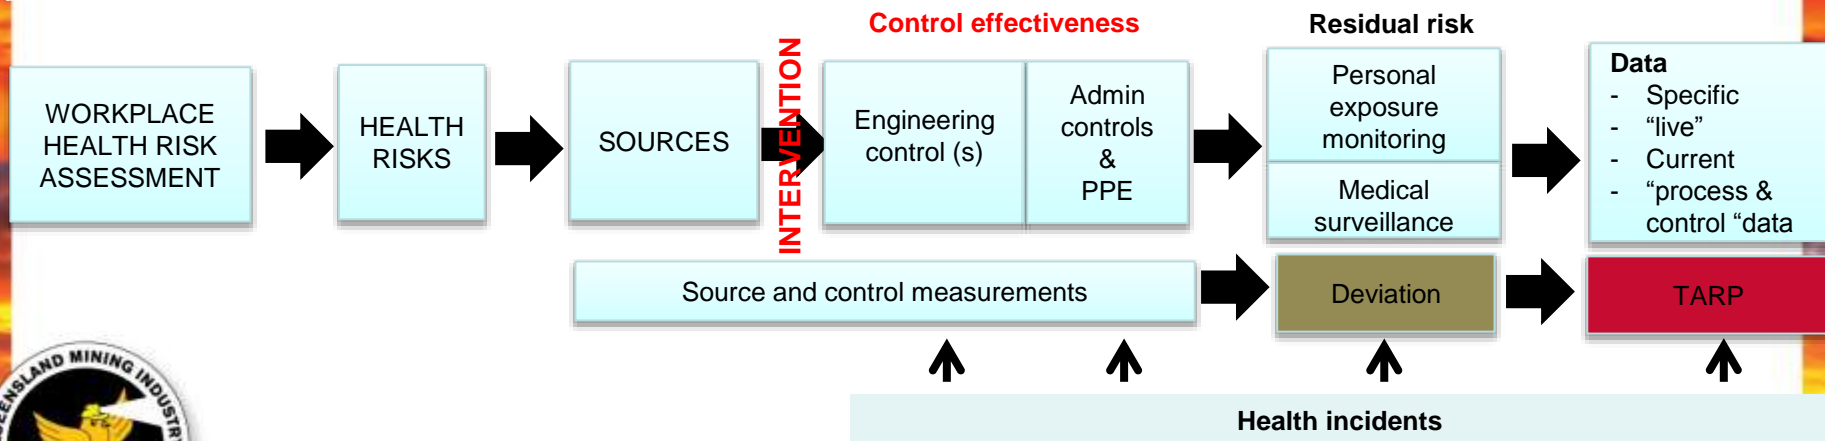 Control effectiveness
Residual risk
WORKPLACE
HEALTH RISK
ASSESSMENT
HEALTH
RISKS
SOURCES
INTERVENTION
Engineering
control (s)
Admin
controls
&
PPE
Personal
exposure
monitoring
Medical
surveillance
Data
- Specific
- “live”
- Current
- “process &
control “data
Source and control measurements
Deviation
TARP
Health incidents
MINING